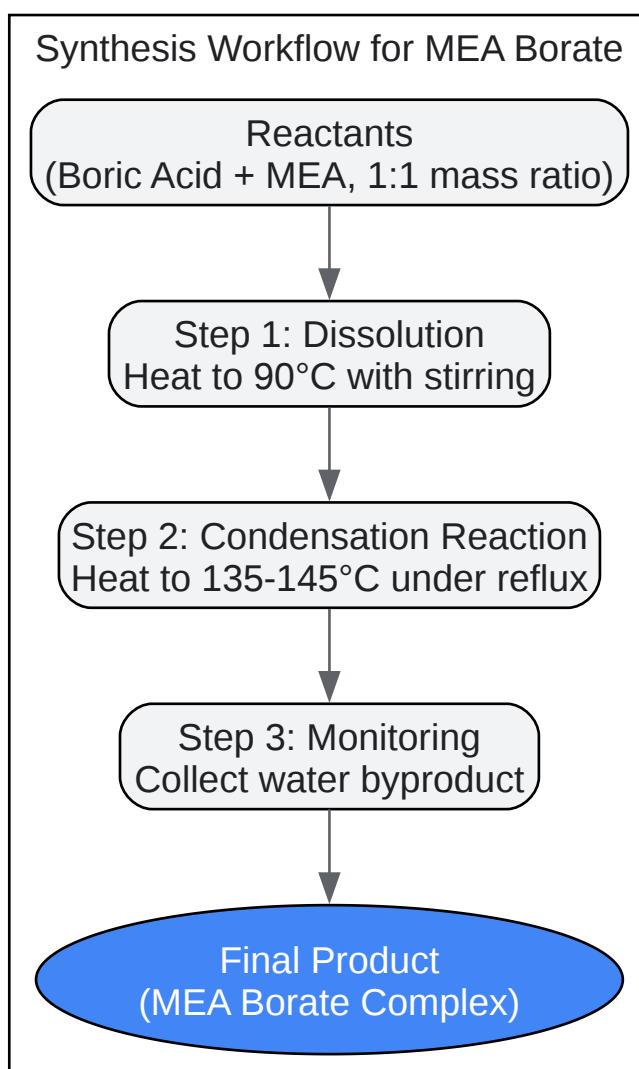 Synthesis Workflow for MEA Borate
Reactants
(Boric Acid + MEA, 1:1 mass ratio)
Step 1: Dissolution
Heat to 90°C with stirring
Step 2: Condensation Reaction
Heat to 135-145°C under reflux
Step 3: Monitoring
Collect water byproduct
Final Product
(MEA Borate Complex)